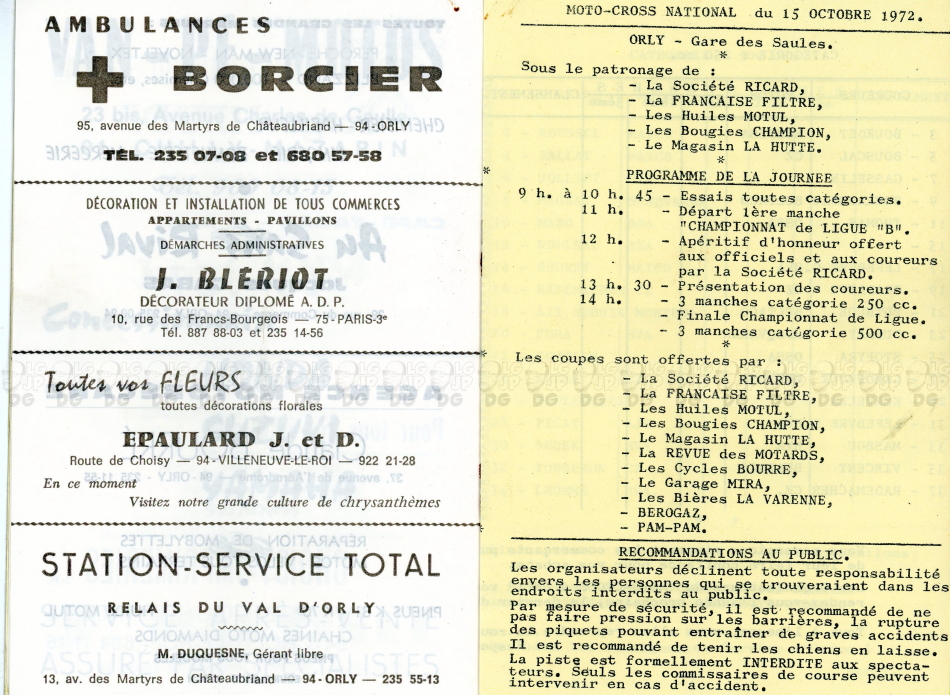 AMBULANCES
BORCIER
95, avenue des Martyrs de Châteaubriand — 94-ORLY
TÉL. 235 07-08 et 680 57-58
DÉCORATION ET INSTALLATION DE TOUS COMMERCES
APPARTEMENTS - PAVILLONS
DÉMARCHES ADMINISTRATIVES
J. BLÉRIOT
DÉCORATEUR DIPLOMÉ A. D. P.
10, rue des Francs-Bourgeois — 75-PARIS-3e
Tél. 887 88-03 et 235 14-56
Toutes vos FLEURS
toutes décorations florales
ÉPAULARD J. et D.
Route de Choisy — 94-VILLENEUVE-LE-ROI — 922 21-28
En ce moment
Visitez notre grande culture de chrysanthèmes
STATION-SERVICE TOTAL
RELAIS DU VAL D'ORLY
M. DUQUESNE, Gérant libre
13, av. des Martyrs de Châteaubriand — 94-ORLY — 235 55-13
MOTO-CROSS NATIONAL du 15 OCTOBRE 1972.
ORLY - Gare des Saules.
*
Sous le patronage de :
- La Société RICARD,
- La FRANCAISE FILTRE,
- Les Huiles MOTUL,
- Les Bougies CHAMPION,
- Le Magasin LA HUTTE.
*
PROGRAMME DE LA JOURNEE
9 h. à 10 h. 45 - Essais toutes catégories.
11 h. - Départ 1ère manche
"CHAMPIONNAT de LIGUE "B".
12 h. - Apéritif d'honneur offert
aux officiels et aux coureurs
par la Société RICARD.
13 h. 30 - Présentation des coureurs.
14 h. - 3 manches catégorie 250 cc.
- Finale Championnat de Ligue.
- 3 manches catégorie 500 cc.
*
Les coupes sont offertes par :
- La Société RICARD,
- La FRANCAISE FILTRE,
- Les Huiles MOTUL,
- Les Bougies CHAMPION,
- Le Magasin LA HUTTE,
- La REVUE des MOTARDS,
- Les Cycles BOURRE,
- Le Garage MIRA,
- Les Bières LA VARENNE,
- BEROGAZ,
- PAM-PAM.
RECOMMANDATIONS AU PUBLIC.
Les organisateurs déclinent toute responsabilité
envers les personnes qui se trouveraient dans les
endroits interdits au public.
Par mesure de sécurité, il est recommandé de ne
pas faire pression sur les barrières, la rupture
des piquets pouvant entraîner de graves accidents
Il est recommandé de tenir les chiens en laisse.
La piste est formellement INTERDITE aux specta-
teurs. Seuls les commissaires de course peuvent
intervenir en cas d'accident.